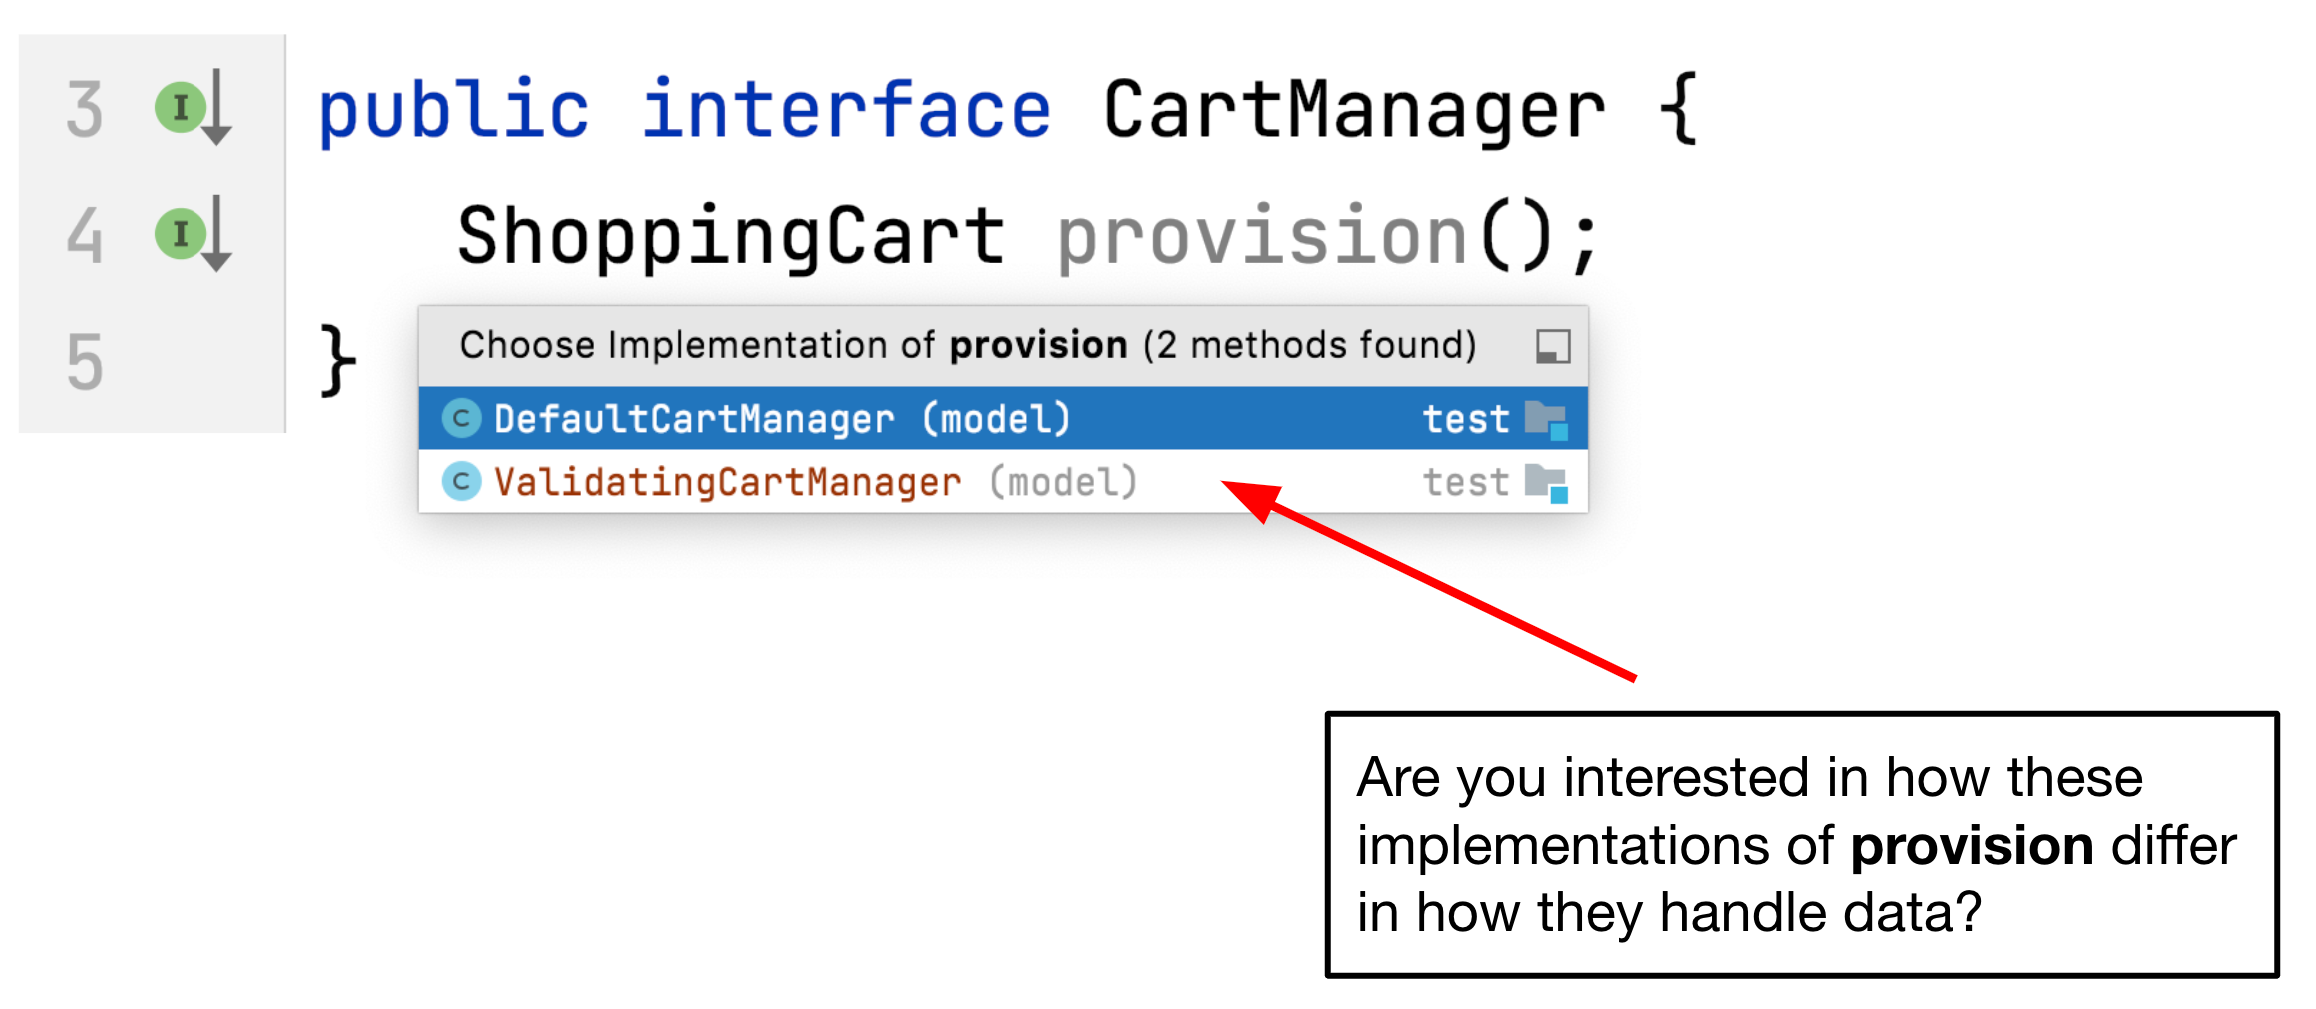 3 I public interface CartManager {
4 I ShoppingCart provision();
5 }
Choose Implementation of provision (2 methods found)
C DefaultCartManager (model) test
C ValidatingCartManager (model) test
Are you interested in how these
implementations of provision differ
in how they handle data?